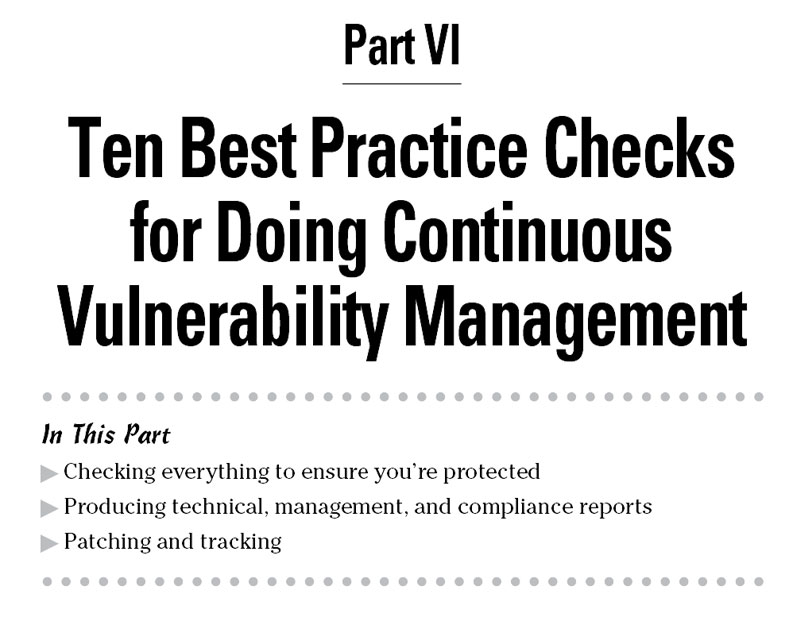 Part VI
Ten Best Practice Checks
for Doing Continuous
Vulnerability Management
In This Part
Checking everything to ensure you’re protected
Producing technical, management, and compliance reports
Patching and tracking